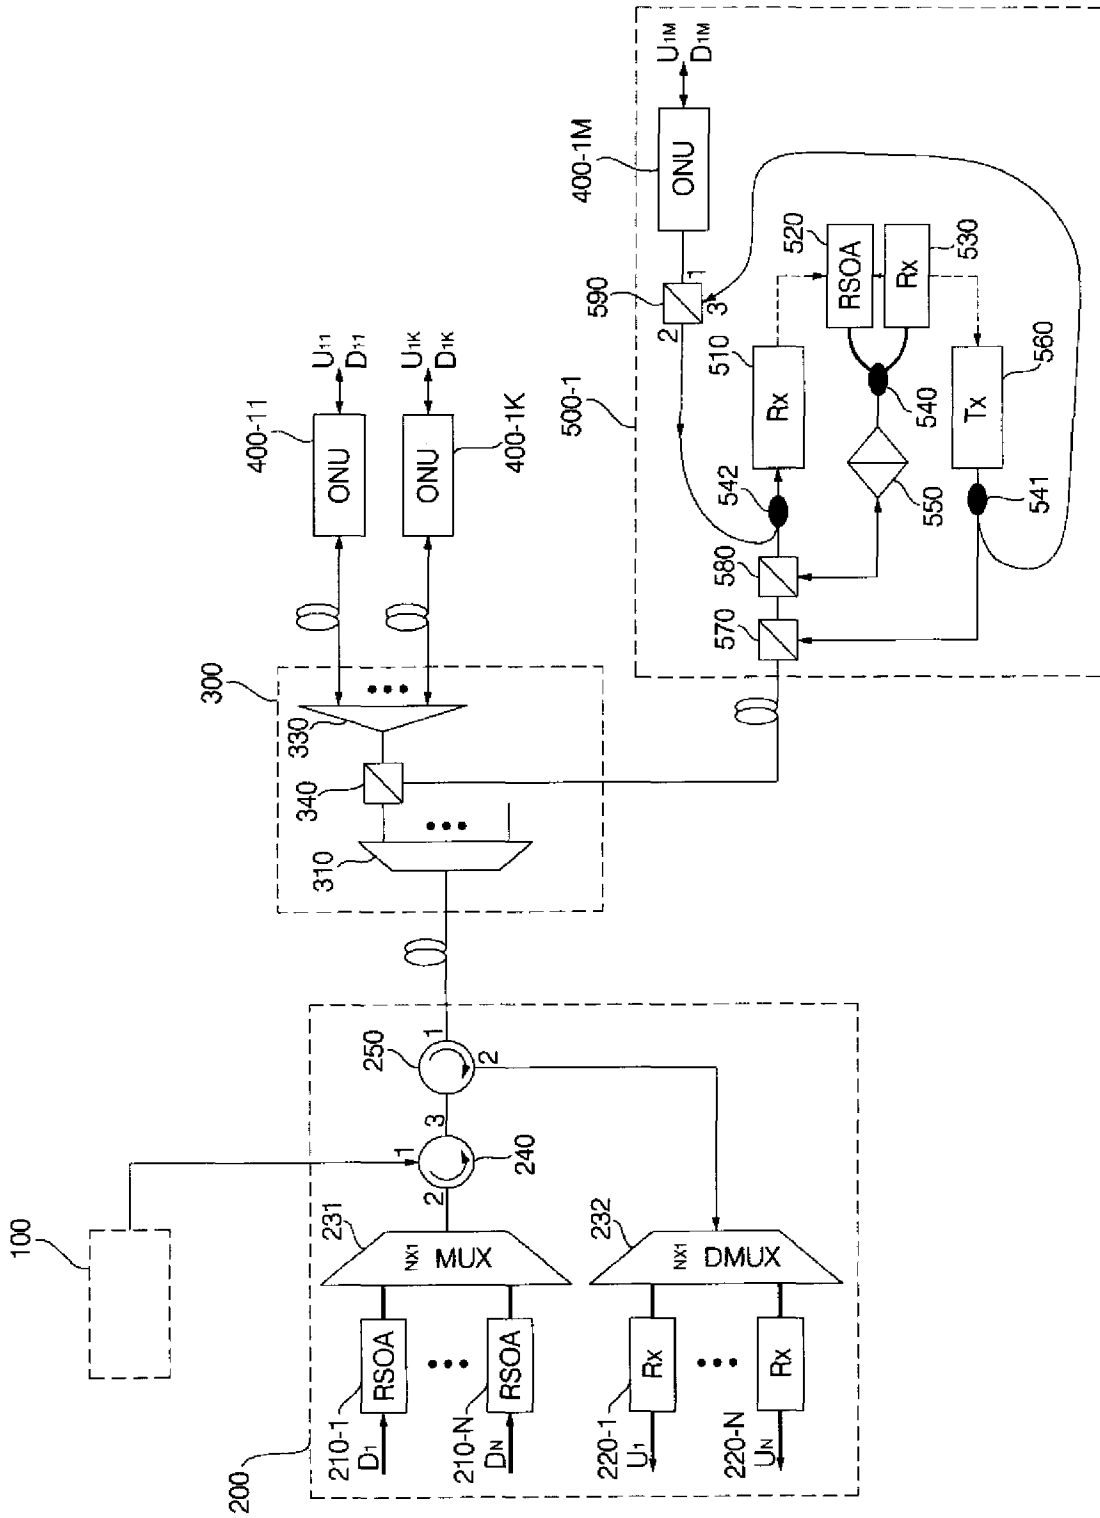 100
200
210-1
RSOA
D1
210-N
RSOA
DN
220-1
Rx
U1
220-N
Rx
UN
231
NX1 MUX
232
NX1 DMUX
240
1
2
3
250
1
2
300
310
340
330
400-11
ONU
U11
D11
400-1K
ONU
U1K
D1K
500-1
400-1M
ONU
U1M
D1M
590
1
2
3
510
Rx
542
580
570
520
RSOA
530
Rx
540
550
560
Tx
541